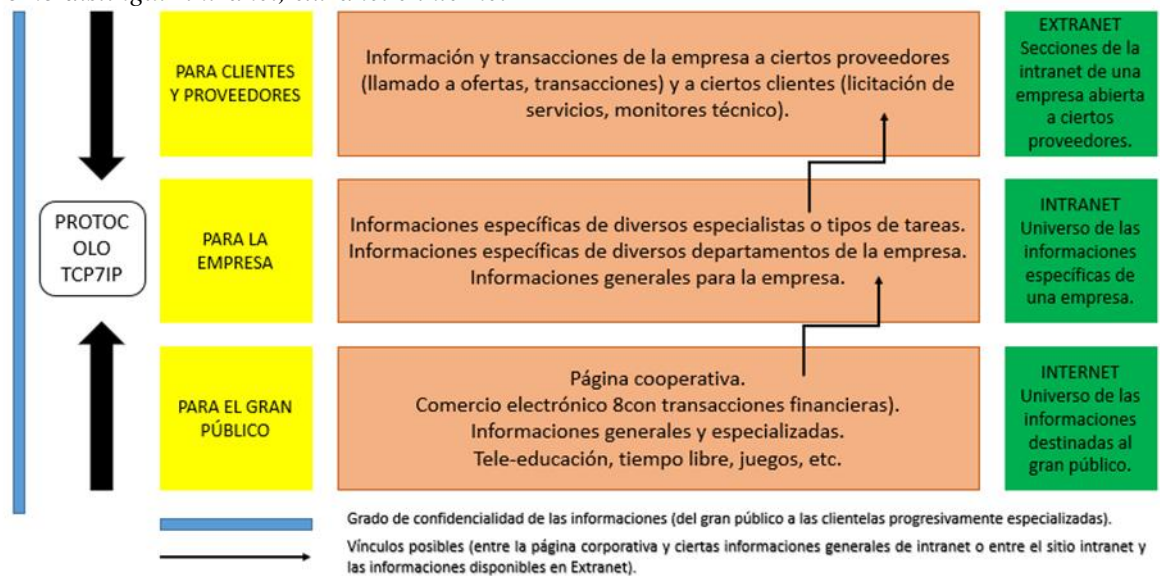 PARA CLIENTES
Y PROVEEDORES
Información y transacciones de la empresa a ciertos proveedores
(llamado a ofertas, transacciones) y a ciertos clientes (licitación de
servicios, monitores técnico).
EXTRANET
Secciones de la
intranet de una
empresa abierta
a ciertos
proveedores.
PROTOC
OLO
TCP7IP
PARA LA
EMPRESA
Informaciones específicas de diversos especialistas o tipos de tareas.
Informaciones específicas de diversos departamentos de la empresa.
Informaciones generales para la empresa.
INTRANET
Universo de las
informaciones
específicas de
una empresa.
PARA EL GRAN
PÚBLICO
Página cooperativa.
Comercio electrónico 8con transacciones financieras).
Informaciones generales y especializadas.
Tele-educación, tiempo libre, juegos, etc.
INTERNET
Universo de las
informaciones
destinadas al
gran público.
Grado de confidencialidad de las informaciones (del gran público a las clientelas progresivamente especializadas).
Vínculos posibles (entre la página corporativa y ciertas informaciones generales de intranet o entre el sitio intranet y
las informaciones disponibles en Extranet).